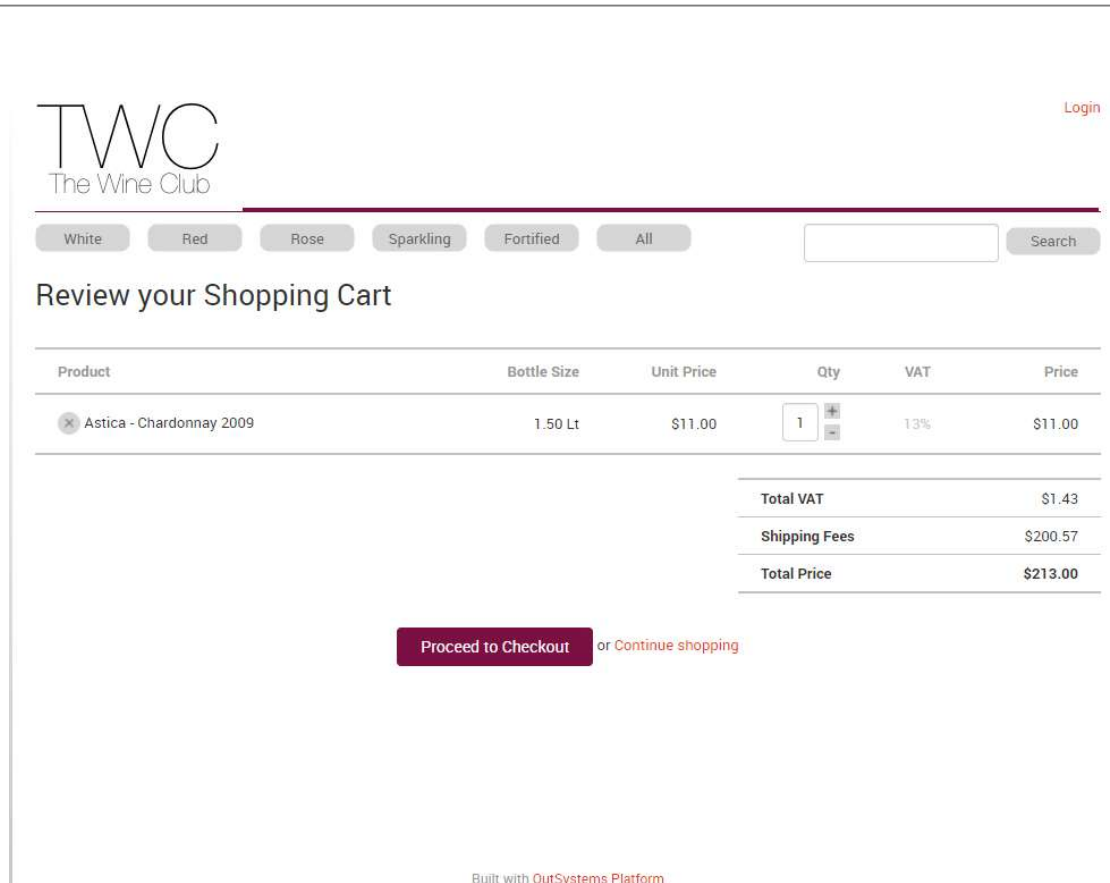 TWC
The Wine Club
Login
White Red Rose Sparkling Fortified All Search
Review your Shopping Cart
Product Bottle Size Unit Price Qty VAT Price
× Astica - Chardonnay 2009 1.50 Lt $11.00 1 + - 13% $11.00
Total VAT $1.43
Shipping Fees $200.57
Total Price $213.00
Proceed to Checkout or Continue shopping
Built with OutSystems Platform